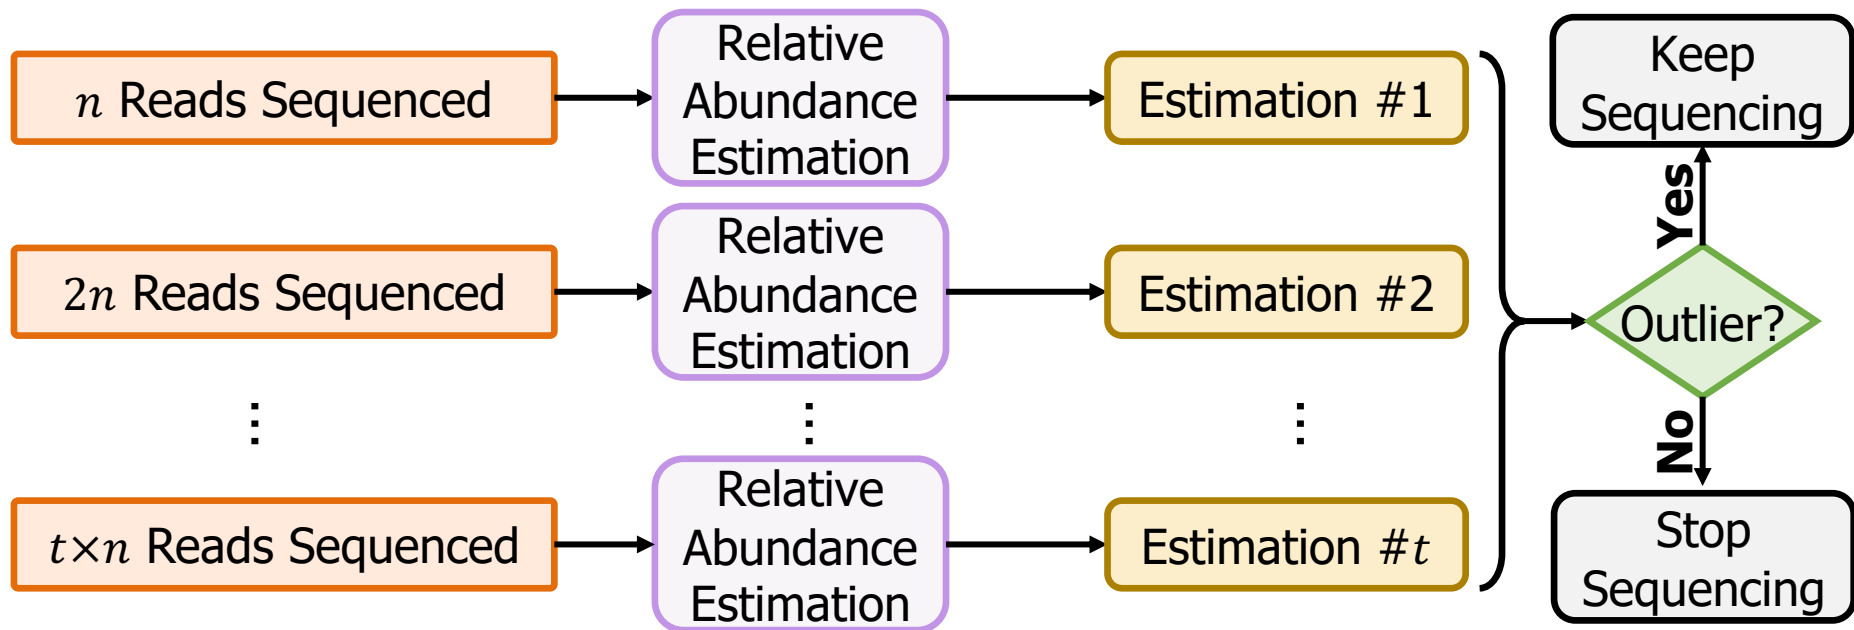 n Reads Sequenced
Relative
Abundance
Estimation
Estimation #1
2n Reads Sequenced
Relative
Abundance
Estimation
Estimation #2
⋮
⋮
⋮
t×n Reads Sequenced
Relative
Abundance
Estimation
Estimation #t
Keep
Sequencing
Yes
Outlier?
No
Stop
Sequencing